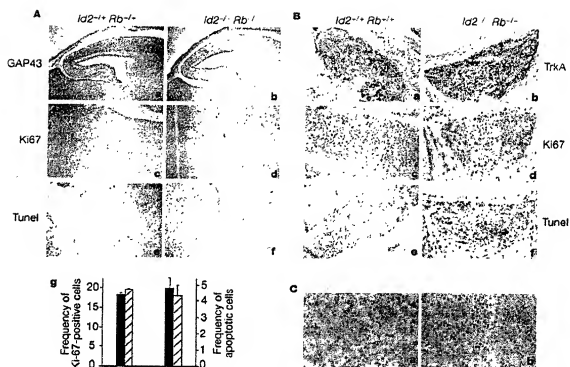 A Id2+/+ Rb+/+ Id2-/- Rb-/-
GAP43 a b
Ki67 c d
Tunel e f
g
Frequency of Ki-67-positive cells
20
15
10
5
0
Frequency of apoptotic cells
5
4
3
2
1
0
B Id2+/+ Rb+/+ Id2-/- Rb-/-
a b TrkA
d Ki67
e Tunel
C